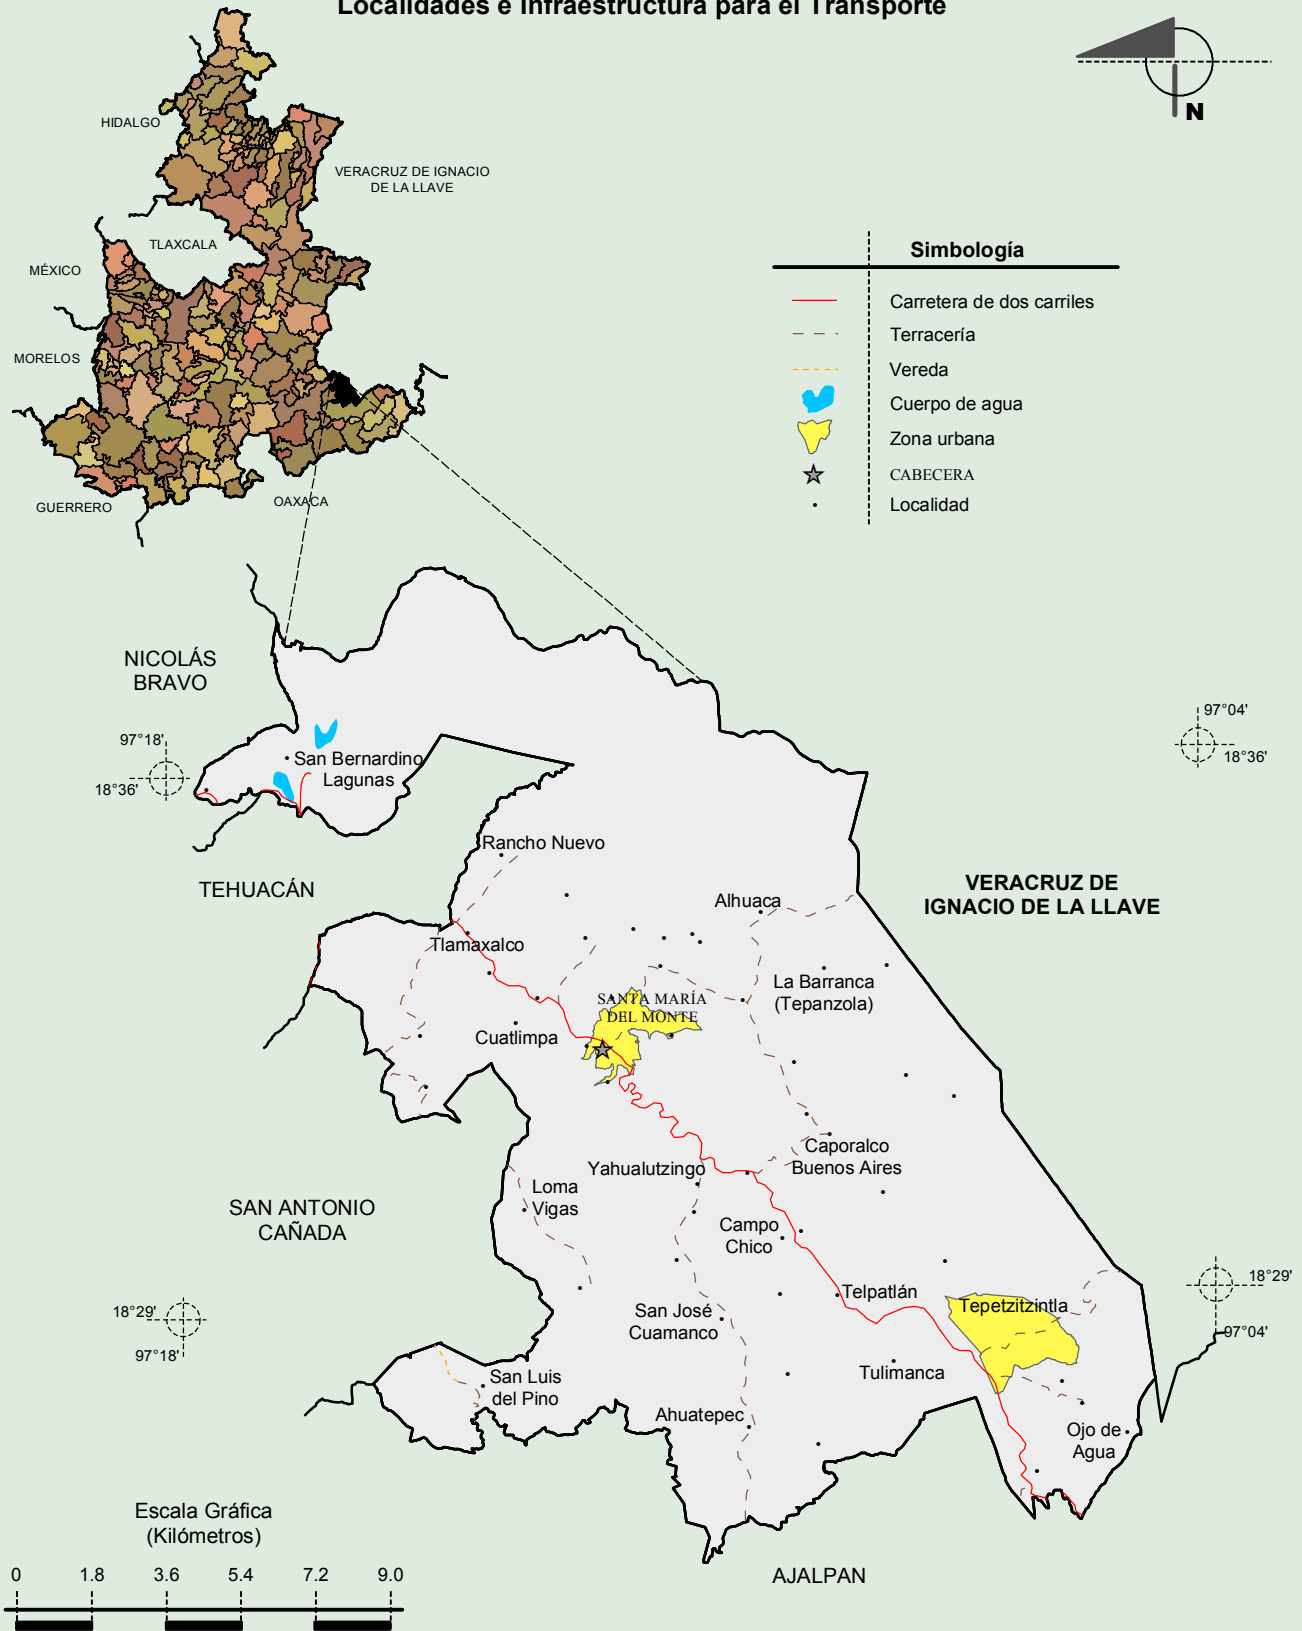 Localidades e Infraestructura para el Transporte
N
HIDALGO
VERACRUZ DE IGNACIO
DE LA LLAVE
TLAXCALA
MÉXICO
MORELOS
GUERRERO
OAXACA
Simbología
Carretera de dos carriles
Terracería
Vereda
Cuerpo de agua
Zona urbana
CABECERA
Localidad
NICOLÁS
BRAVO
97°18'
18°36'
San Bernardino
Lagunas
97°04'
18°36'
TEHUACÁN
Rancho Nuevo
VERACRUZ DE
IGNACIO DE LA LLAVE
Alhuaca
Tlamaxalco
La Barranca
(Tepanzola)
SANTA MARÍA
DEL MONTE
Cuatlimpa
Caporalco
Buenos Aires
Yahualutzingo
Loma
Vigas
SAN ANTONIO
CAÑADA
Campo
Chico
Telpatlán
Tepetzitzintla
18°29'
97°04'
18°29'
97°18'
San José
Cuamanco
Tulimanca
San Luis
del Pino
Ahuatepec
Ojo de
Agua
Escala Gráfica
(Kilómetros)
0 1.8 3.6 5.4 7.2 9.0
AJALPAN